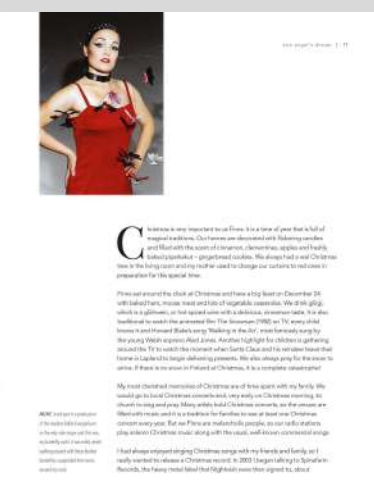 one angel's dream | 11
Christmas is very important to us Finns. It is a time of year that is full of
magical traditions. Our homes are decorated with flickering candles
and filled with the scent of cinnamon, clementines, apples and freshly
baked piparkakut – gingerbread cookies. We always had a real Christmas
tree in the living room and my mother used to change our curtains to red ones in
preparation for this special time.
Finns eat around the clock at Christmas and have a big feast on December 24
with baked ham, mousse meat and lots of vegetable casseroles. We drink glögi,
which is a glühwein, or hot spiced wine with a delicious, cinnamon taste. It is also
traditional to watch the animated film The Snowman (1982) on TV, every child
knows it and Howard Blake's song 'Walking in the Air', most famously sung by
the young Welsh soprano Aled Jones. Another highlight for children is gathering
around the TV to watch the moment when Santa Claus and his reindeer leave their
home in Lapland to begin delivering presents. We also always pray for the snow to
arrive. If there is no snow in Finland at Christmas, it is a complete catastrophe!
My most cherished memories of Christmas are of time spent with my family. We
would go to local Christmas concerts and, very early on Christmas morning, to
church to sing and pray. Many artists hold Christmas concerts, so the venues are
filled with music and it is a tradition for families to see at least one Christmas
concert every year. But we Finns are melancholic people, so our radio stations
play solemn Christmas music along with the usual, well-known commercial songs.
I had always enjoyed singing Christmas songs with my friends and family, so I
really wanted to release a Christmas record. In 2003 I began talking to Spinefarm
Records, the heavy metal label that Nightwish were then signed to, about